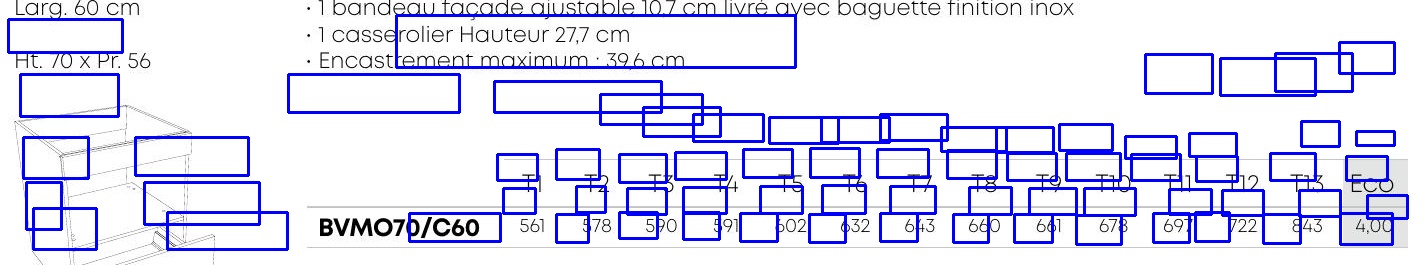 Larg. 60 cm
• 1 bandeau façade ajustable 10,7 cm livré avec baguette finition inox
• 1 casserolier Hauteur 27,7 cm
Ht. 70 x Pr. 56
• Encastrement maximum : 39,6 cm
T1 T2 T3 T4 T5 T6 T7 T8 T9 T10 T11 T12 T13 Eco
BVMO70/C60 561 578 590 591 602 632 643 660 661 678 697 722 843 4,00